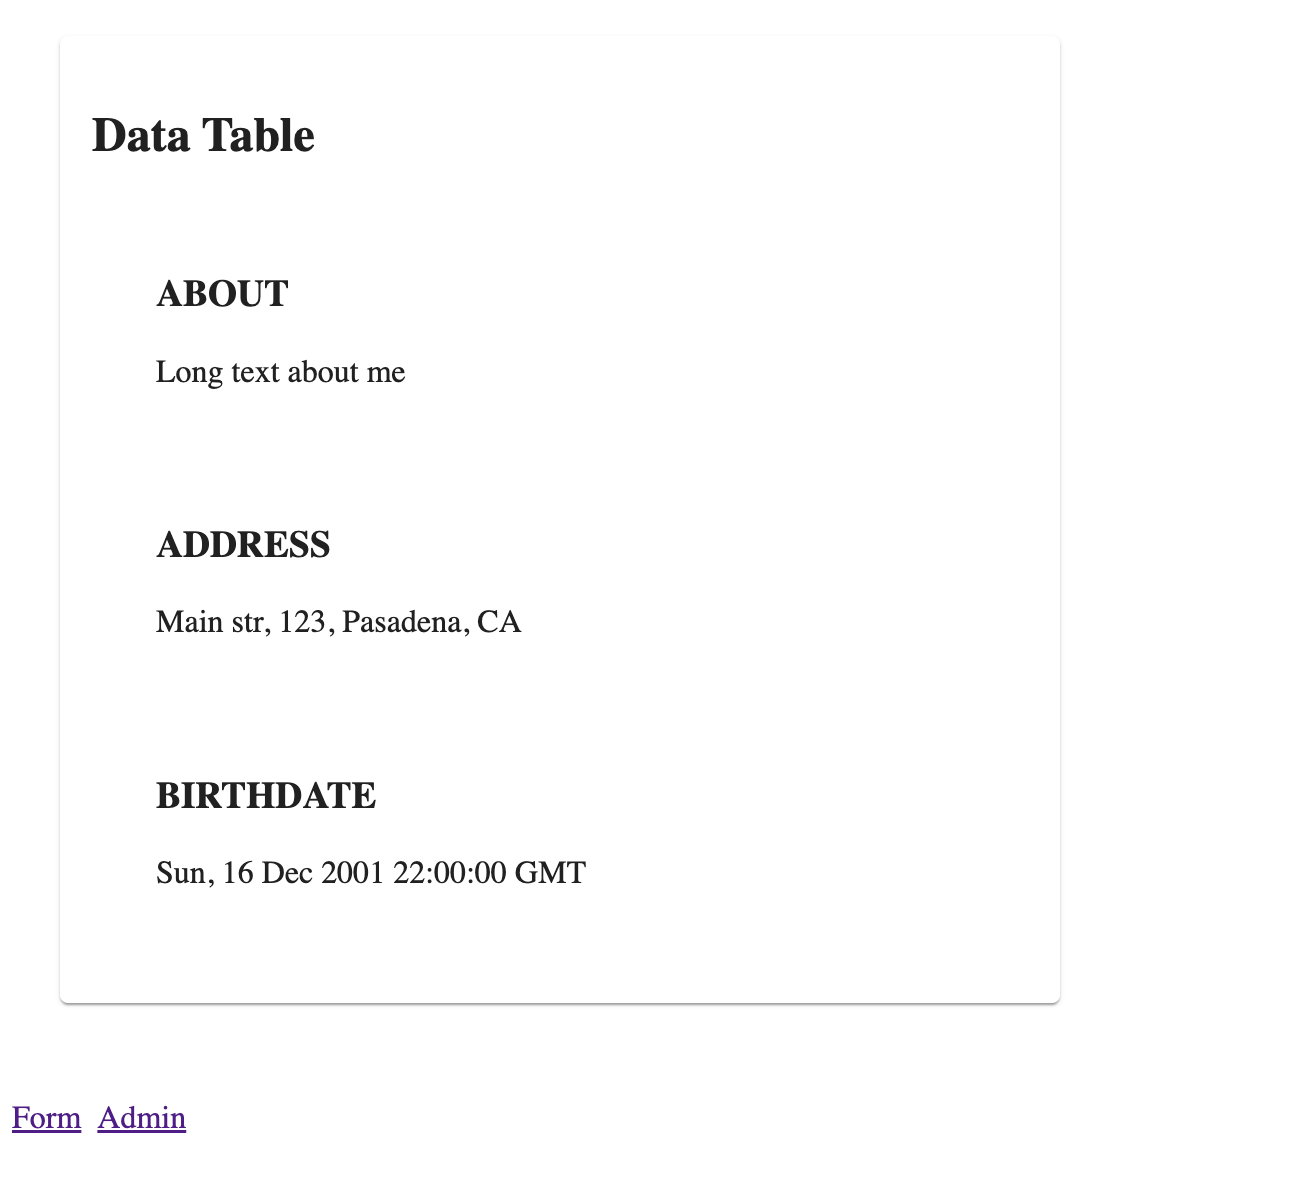 Data Table
ABOUT
Long text about me
ADDRESS
Main str, 123, Pasadena, CA
BIRTHDATE
Sun, 16 Dec 2001 22:00:00 GMT
Form Admin